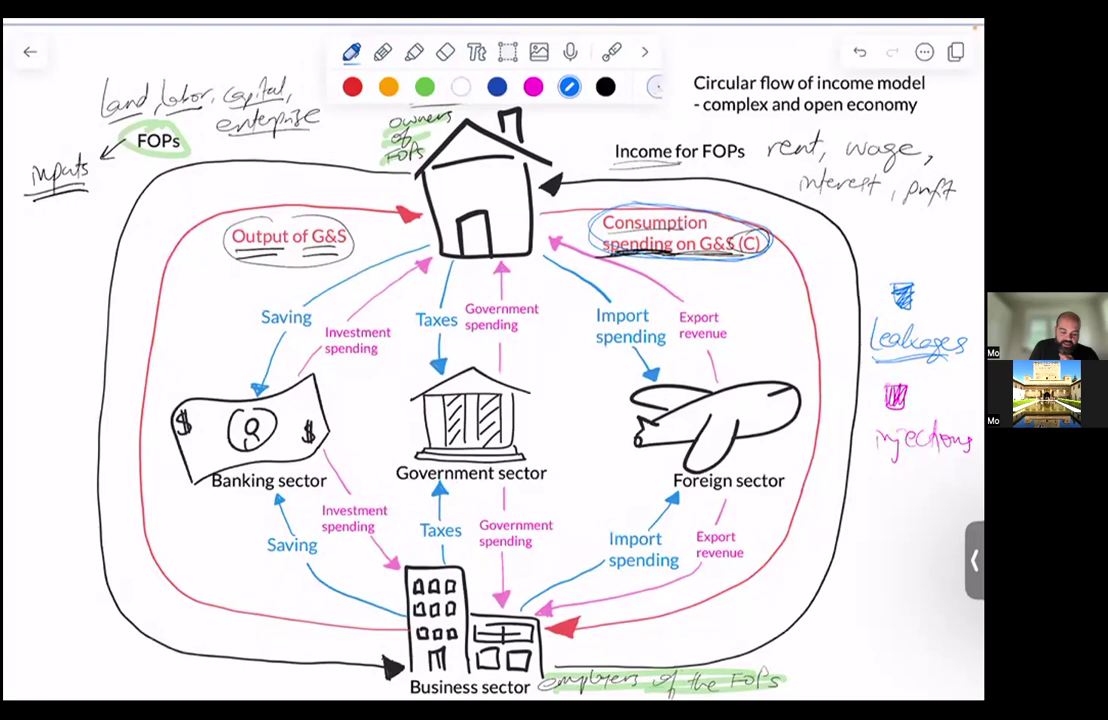 Tt
Circular flow of income model
- complex and open economy
land, labor, capital,
enterprise
FOPs
inputs
owners
of
FOPs
Income for FOPs
rent, wage,
interest, profit
Output of G&S
Consumption
spending on G&S (C)
Saving
Investment
spending
Taxes
Government
spending
Import
spending
Export
revenue
Leakages
injections
$
$
Banking sector
Government sector
Foreign sector
Investment
spending
Saving
Taxes
Government
spending
Import
spending
Export
revenue
Business sector
employers of the FOPs
Mo
Mo